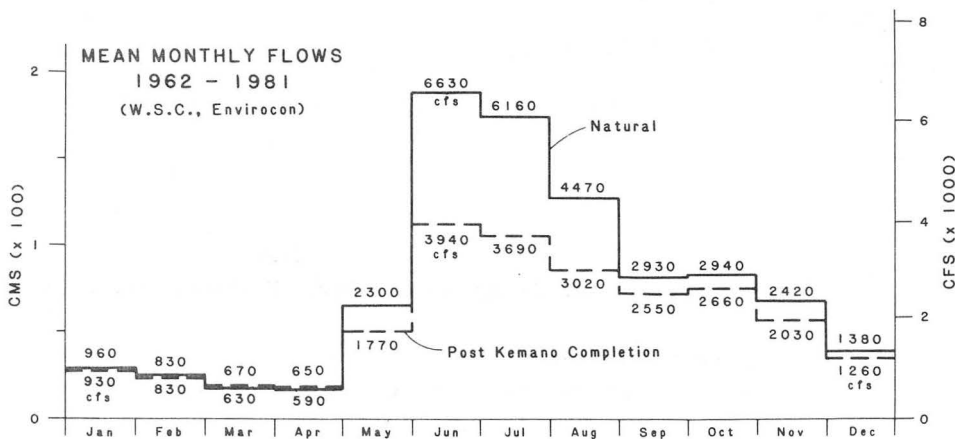 MEAN MONTHLY FLOWS
1962 - 1981
(W.S.C., Envirocon)
CMS (x 100)
2
1
0
CFS (x 1000)
8
6
4
2
0
6630
cfs
6160
Natural
4470
3940
cfs
3690
3020
2930
2940
2550
2660
2420
2030
2300
1770
Post Kemano Completion
1380
1260
cfs
960
830
670
650
930
cfs
830
630
590
Jan Feb Mar Apr May Jun Jul Aug Sep Oct Nov Dec